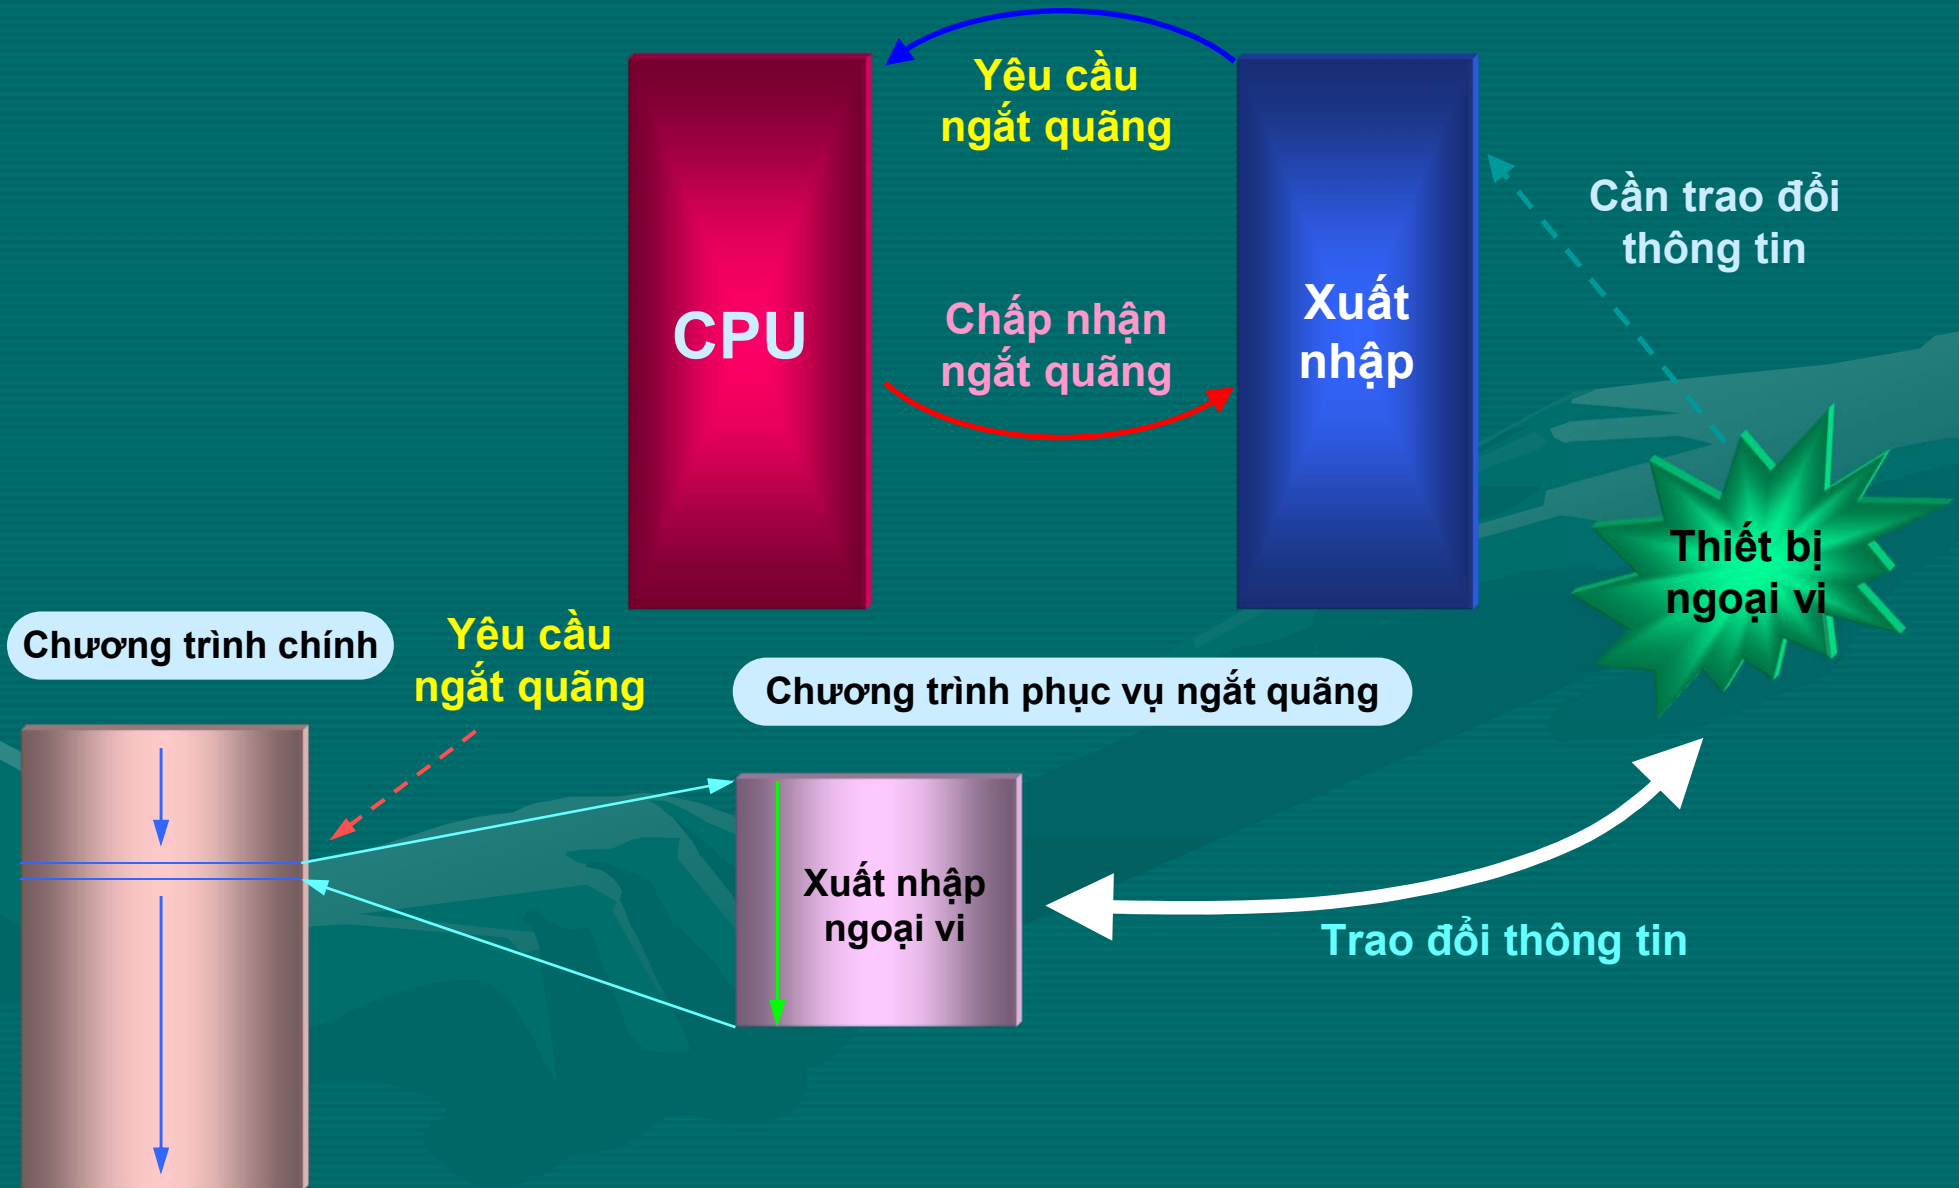 Yêu cầu
ngắt quãng
Cần trao đổi
thông tin
CPU
Chấp nhận
ngắt quãng
Xuất
nhập
Thiết bị
ngoại vi
Chương trình chính
Yêu cầu
ngắt quãng
Chương trình phục vụ ngắt quãng
Xuất nhập
ngoại vi
Trao đổi thông tin